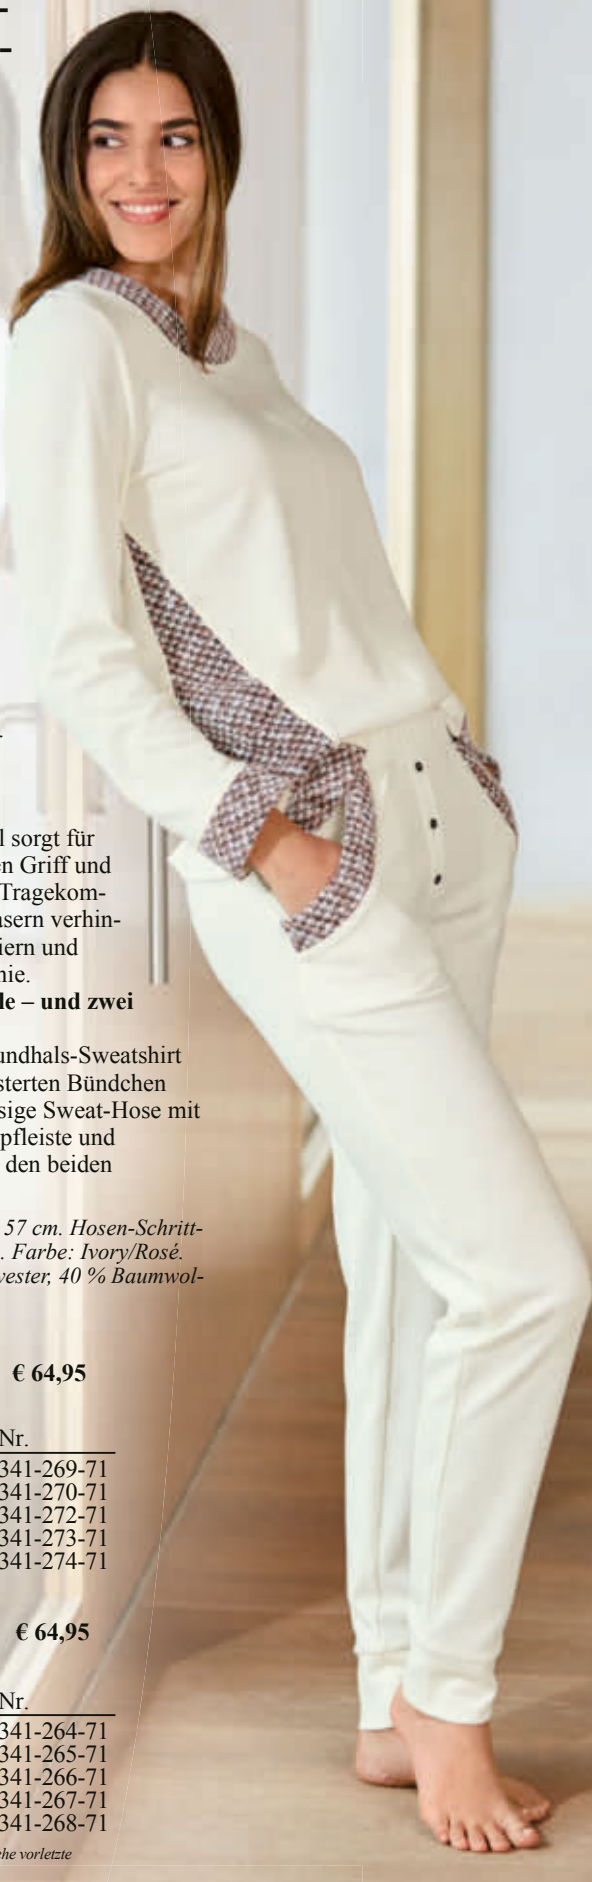 l sorgt für
en Griff und
Tragekom-
asern verhin-
iern und
nie.
le – und zwei
undhals-Sweatshirt
sterten Bündchen
sige Sweat-Hose mit
pfleiste und
den beiden
57 cm. Hosen-Schritt-
. Farbe: Ivory/Rosé.
yester, 40 % Baumwol-
€ 64,95
Nr.
341-269-71
341-270-71
341-272-71
341-273-71
341-274-71
€ 64,95
Nr.
341-264-71
341-265-71
341-266-71
341-267-71
341-268-71
ehe vorletzte